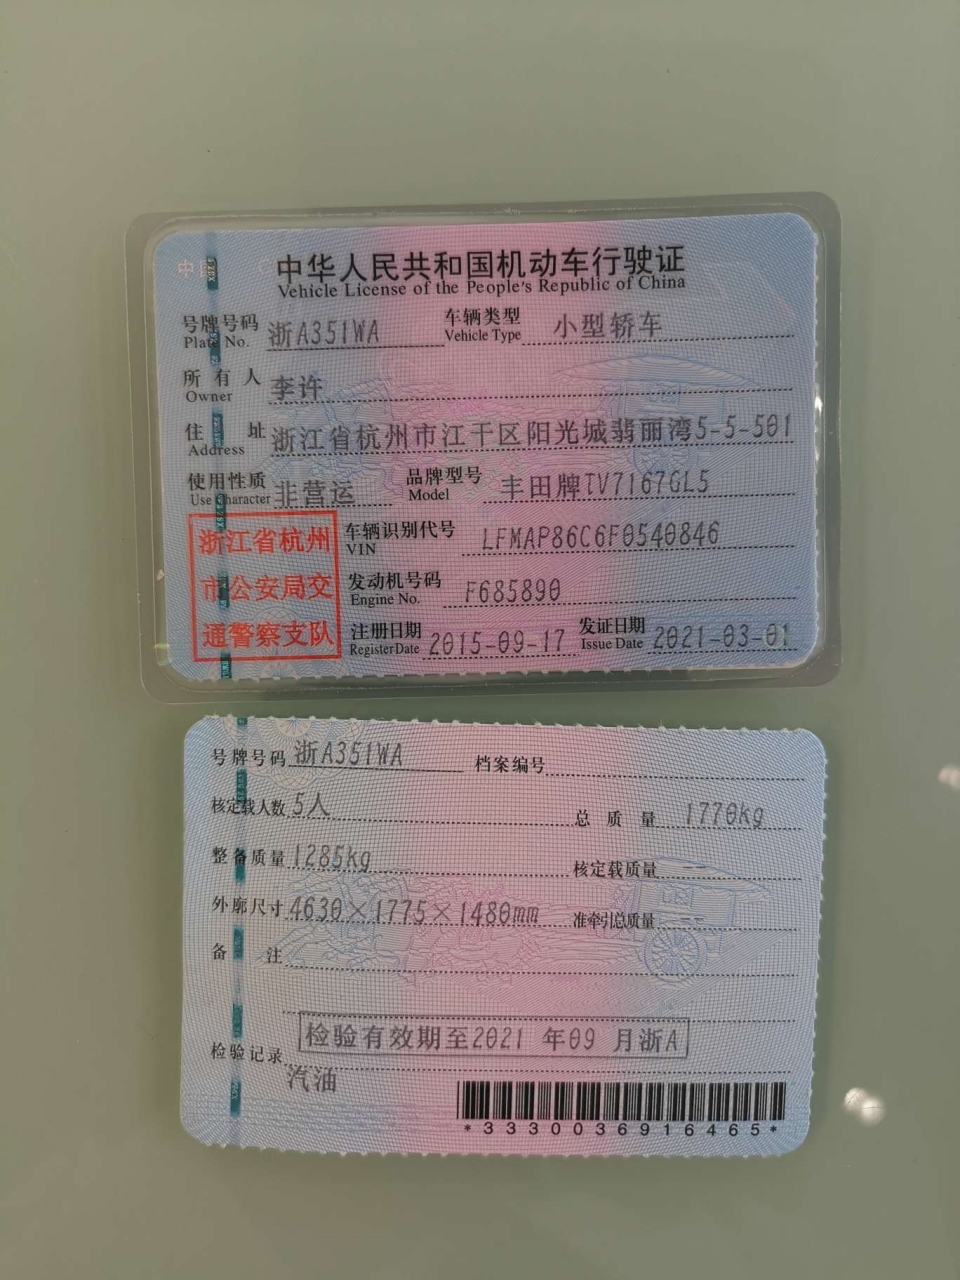 中华人民共和国机动车行驶证
Vehicle License of the People's Republic of China
号牌号码 浙A351WA 车辆类型 小型轿车
Plate No. Vehicle Type
所有人 李许
Owner
住址 浙江省杭州市江干区阳光城翡丽湾5-5-501
Address
使用性质 非营运 品牌型号 丰田牌TV7167GL5
Use Character Model
浙江省杭州
市公安局交
通警察支队
车辆识别代号 LFMAP86C6F0540846
VIN
发动机号码 F685890
Engine No.
注册日期 2015-09-17 发证日期 2021-03-01
Register Date Issue Date
号牌号码 浙A351WA 档案编号
核定载人数 5人 总质量 1770kg
整备质量 1285kg 核定载质量 --
外廓尺寸 4630×1775×1480mm 准牵引总质量 --
备注
检验记录 检验有效期至2021年09月浙A
汽油
*3330036916465*